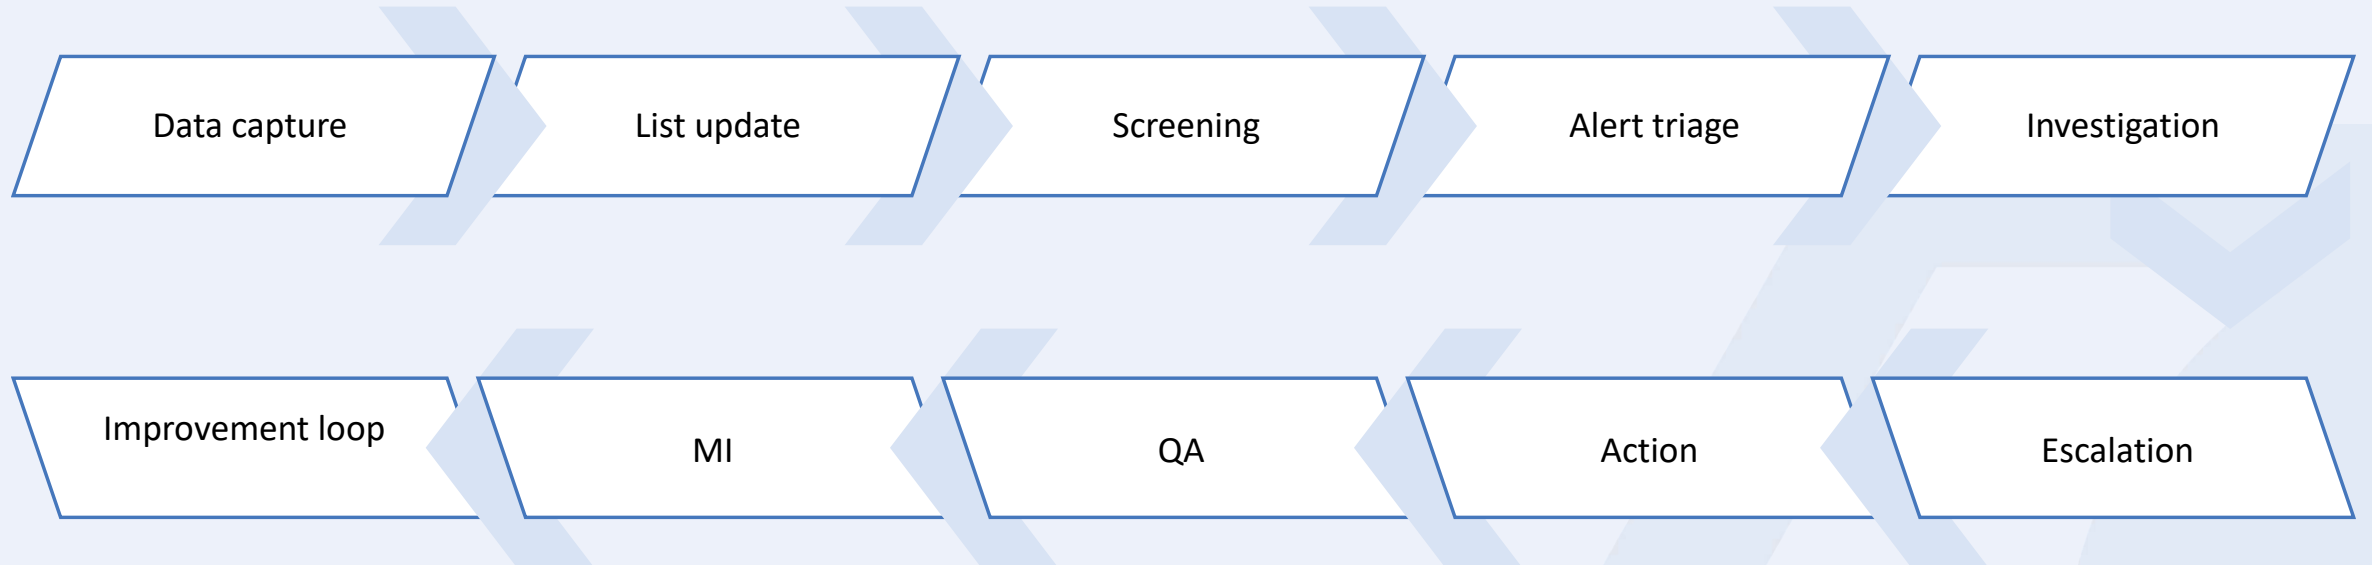 Data capture
List update
Screening
Alert triage
Investigation
Escalation
Action
QA
MI
Improvement loop